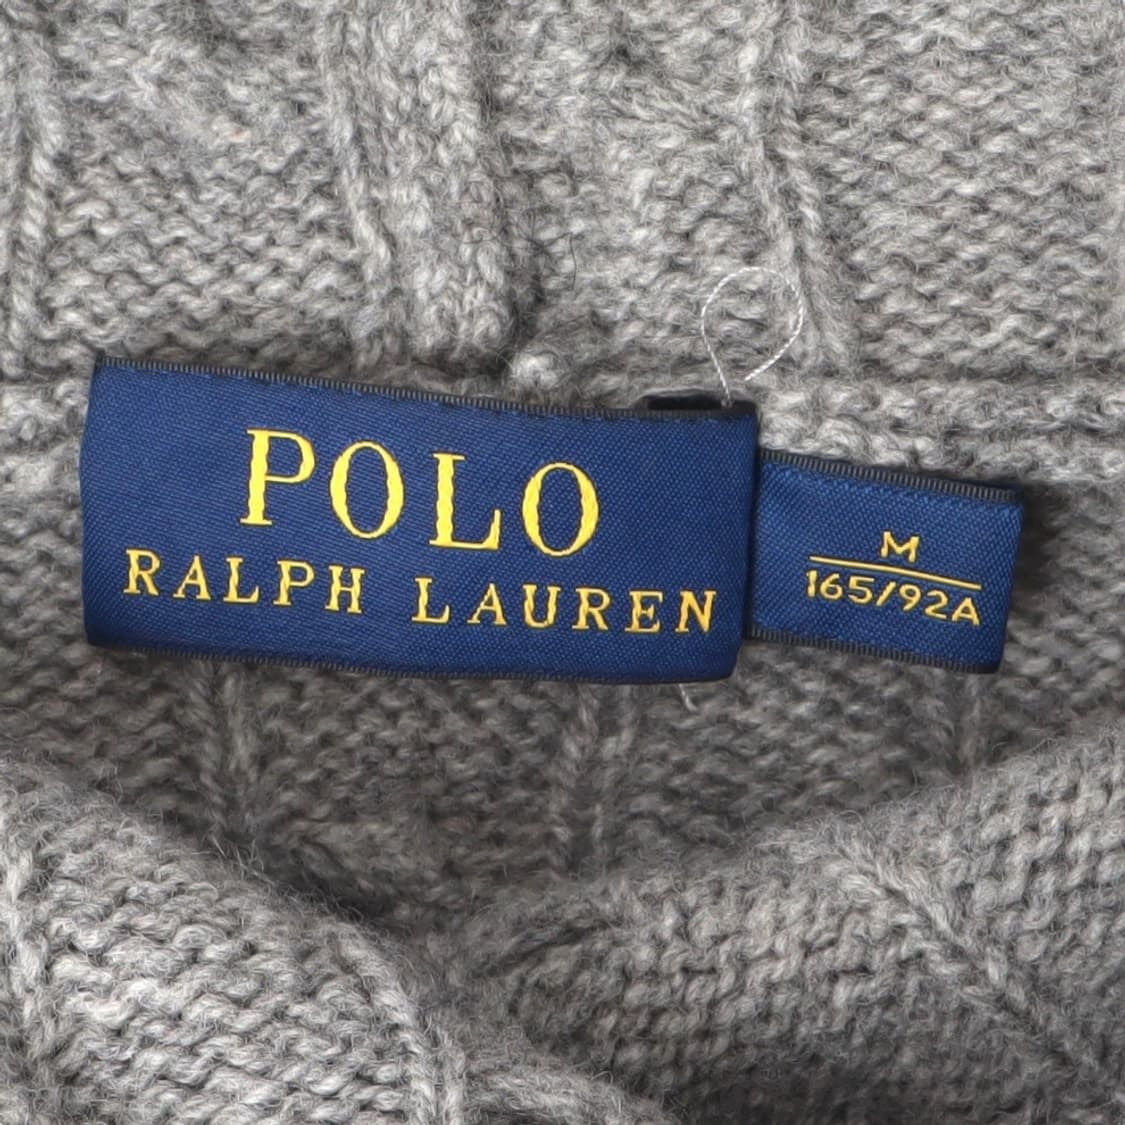 POLO
RALPH LAUREN
M
165/92A